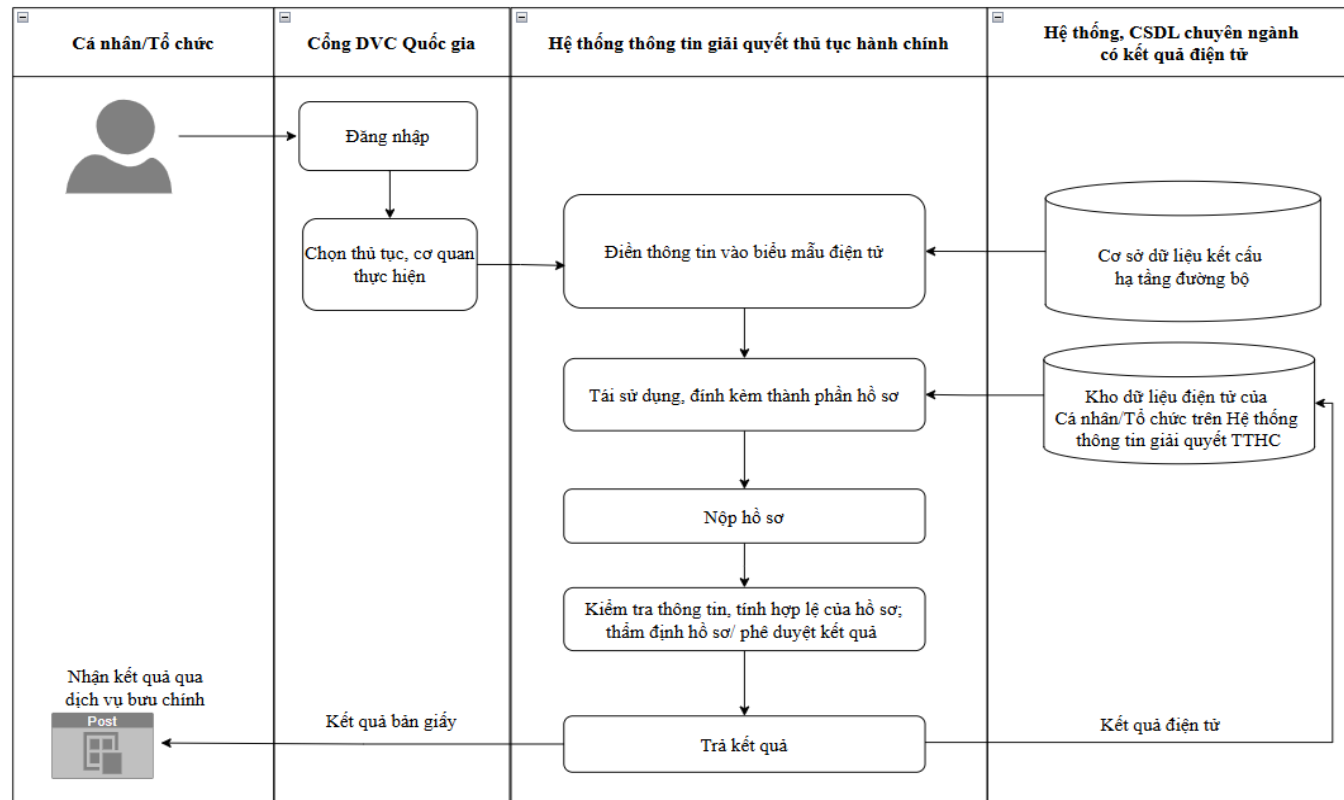 Cá nhân/Tổ chức
Cổng DVC Quốc gia
Hệ thống thông tin giải quyết thủ tục hành chính
Hệ thống, CSDL chuyên ngành
có kết quả điện tử
Đăng nhập
Chọn thủ tục, cơ quan
thực hiện
Điền thông tin vào biểu mẫu điện tử
Cơ sở dữ liệu kết cấu
hạ tầng đường bộ
Tái sử dụng, đính kèm thành phần hồ sơ
Kho dữ liệu điện tử của
Cá nhân/Tổ chức trên Hệ thống
thông tin giải quyết TTHC
Nộp hồ sơ
Kiểm tra thông tin, tính hợp lệ của hồ sơ;
thẩm định hồ sơ/ phê duyệt kết quả
Nhận kết quả qua
dịch vụ bưu chính
Post
Kết quả bản giấy
Trả kết quả
Kết quả điện tử